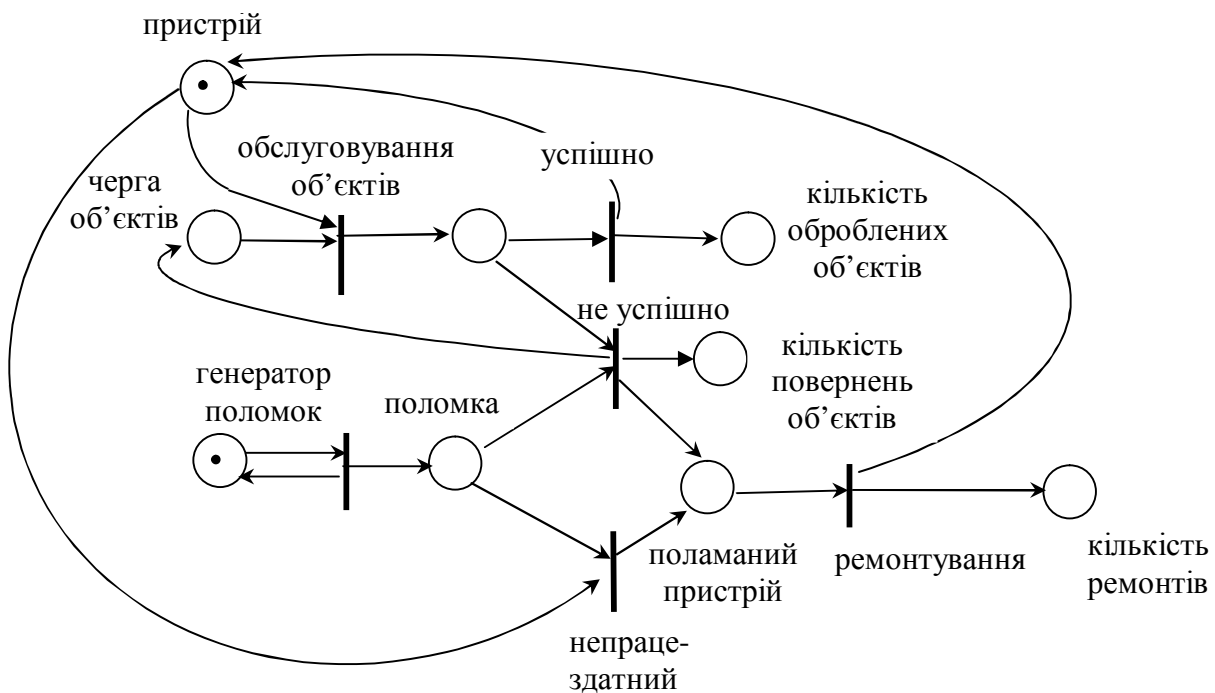 пристрій
обслуговування
об’єктів
успішно
черга
об’єктів
кількість
оброблених
об’єктів
не успішно
генератор
поломок
поломка
кількість
повернень
об’єктів
поламаний
пристрій
ремонтування
кількість
ремонтів
непраце-
здатний